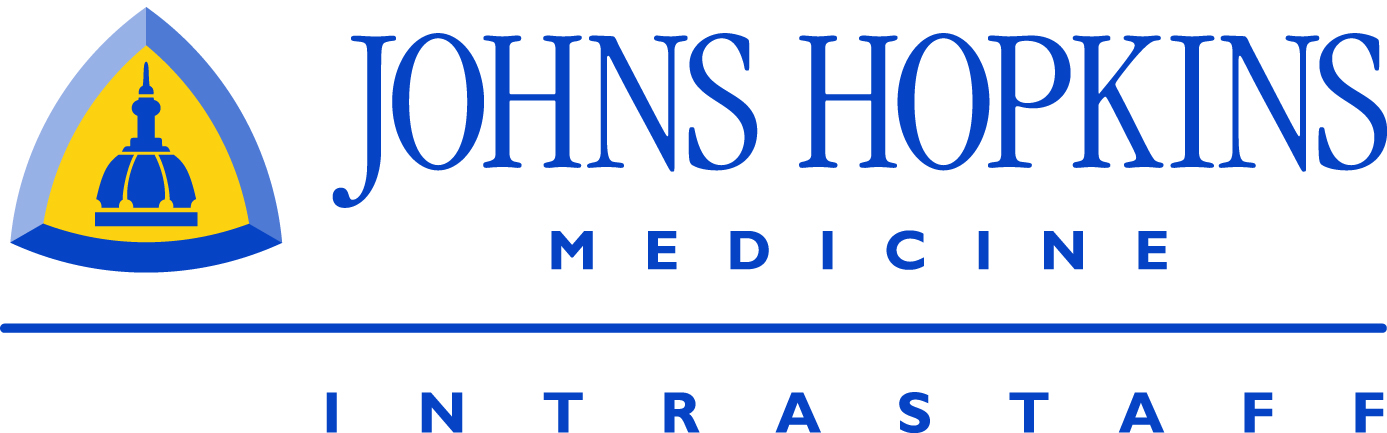 JOHNS HOPKINS
MEDICINE
INTRASTAFF